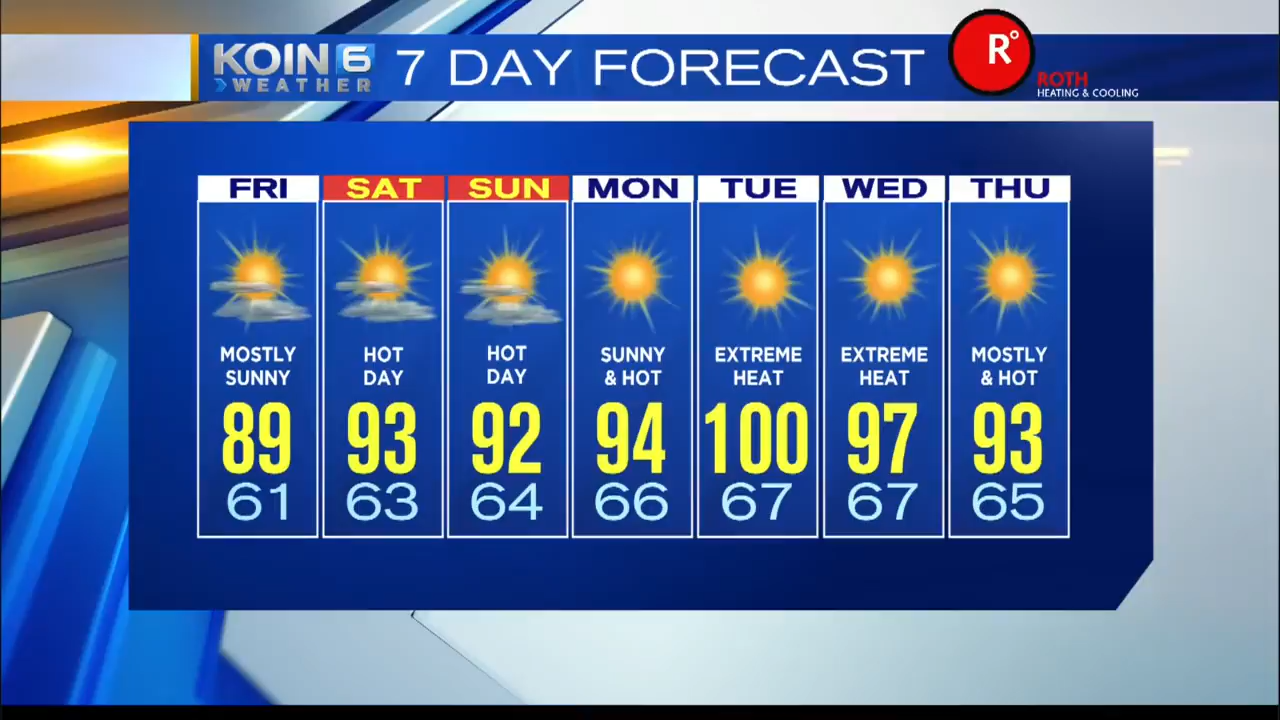 KOIN 6 WEATHER
7 DAY FORECAST
R°
ROTH
HEATING & COOLING
FRI
MOSTLY
SUNNY
89
61
SAT
HOT
DAY
93
63
SUN
HOT
DAY
92
64
MON
SUNNY
& HOT
94
66
TUE
EXTREME
HEAT
100
67
WED
EXTREME
HEAT
97
67
THU
MOSTLY
& HOT
93
65